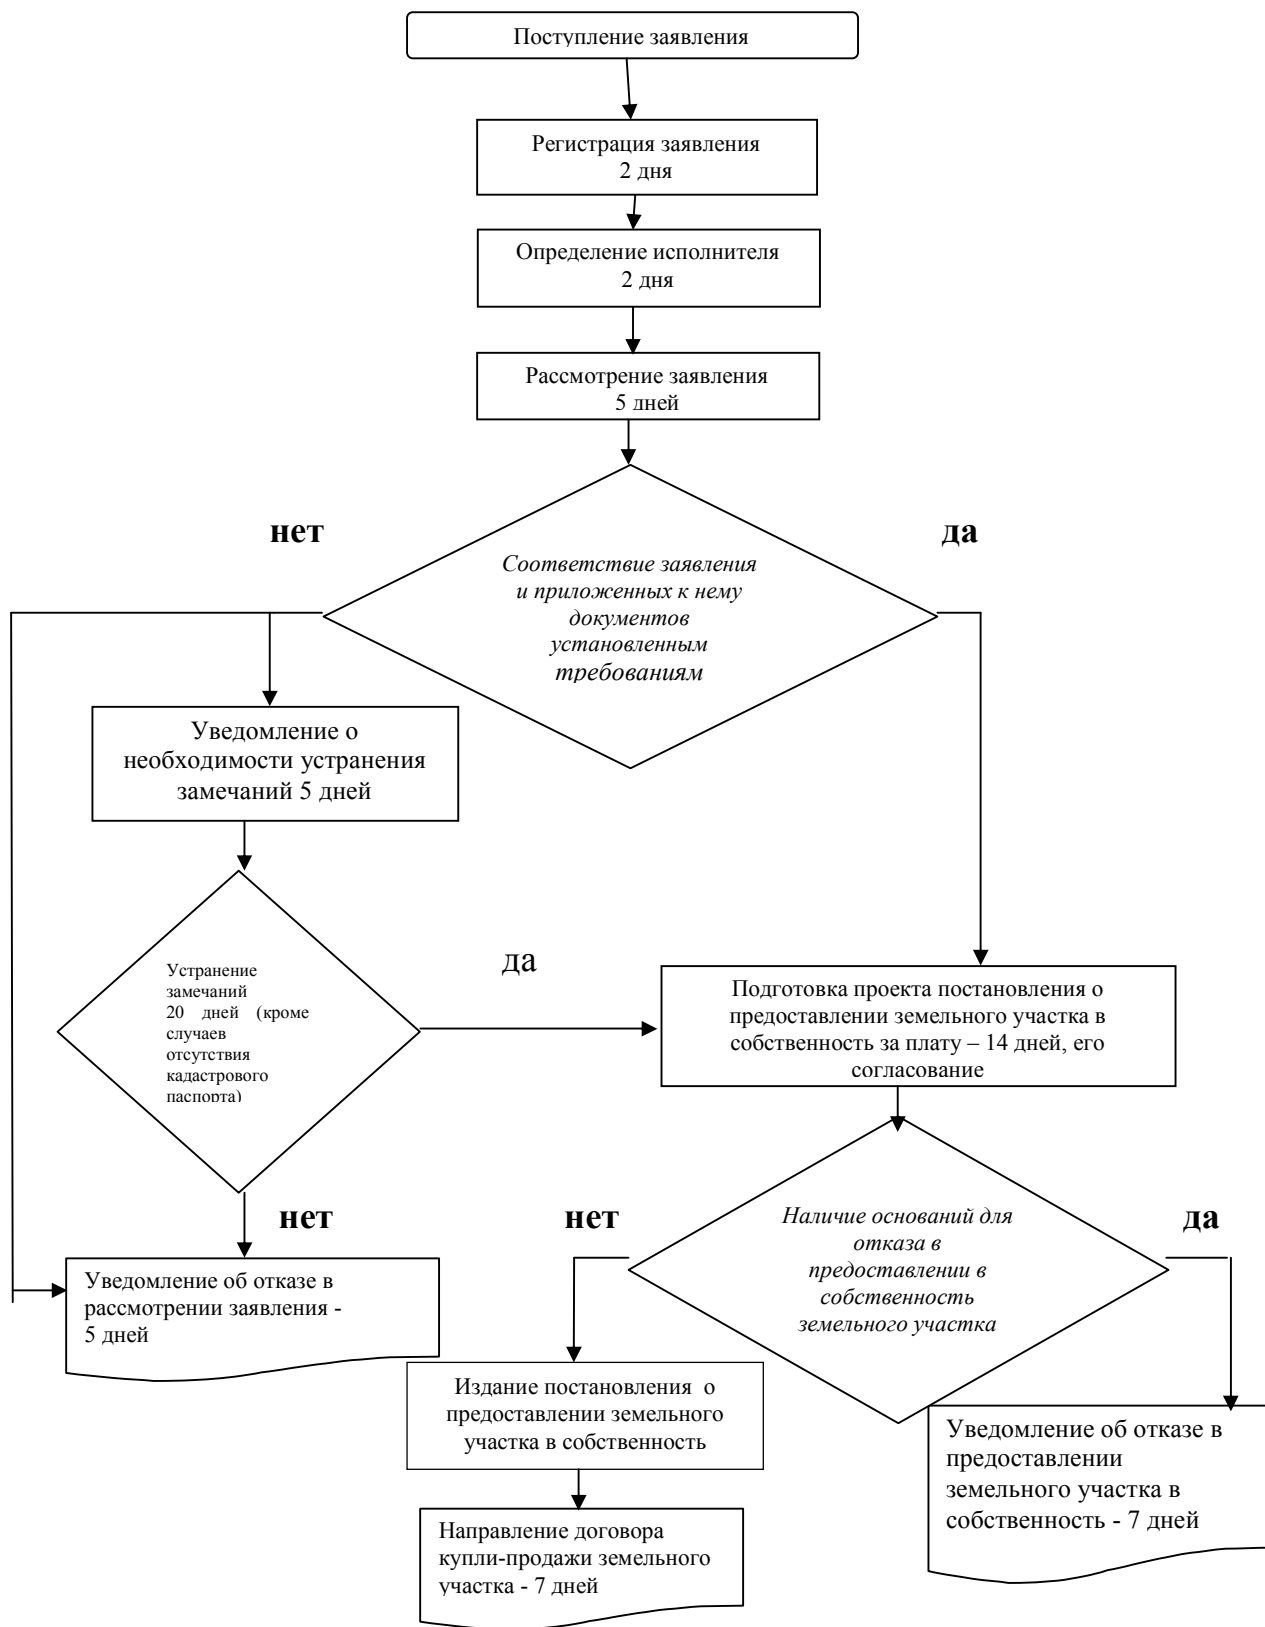 Поступление заявления
Регистрация заявления
2 дня
Определение исполнителя
2 дня
Рассмотрение заявления
5 дней
нет
да
Соответствие заявления
и приложенных к нему
документов
установленным
требованиям
Уведомление о
необходимости устранения
замечаний 5 дней
Устранение
замечаний
20 дней (кроме
случаев
отсутствия
кадастрового
паспорта)
да
Подготовка проекта постановления о
предоставлении земельного участка в
собственность за плату – 14 дней, его
согласование
нет
нет
Наличие оснований для
отказа в
предоставлении в
собственность
земельного участка
да
Уведомление об отказе в
рассмотрении заявления -
5 дней
Издание постановления о
предоставлении земельного
участка в собственность
Уведомление об отказе в
предоставлении
земельного участка в
собственность - 7 дней
Направление договора
купли-продажи земельного
участка - 7 дней